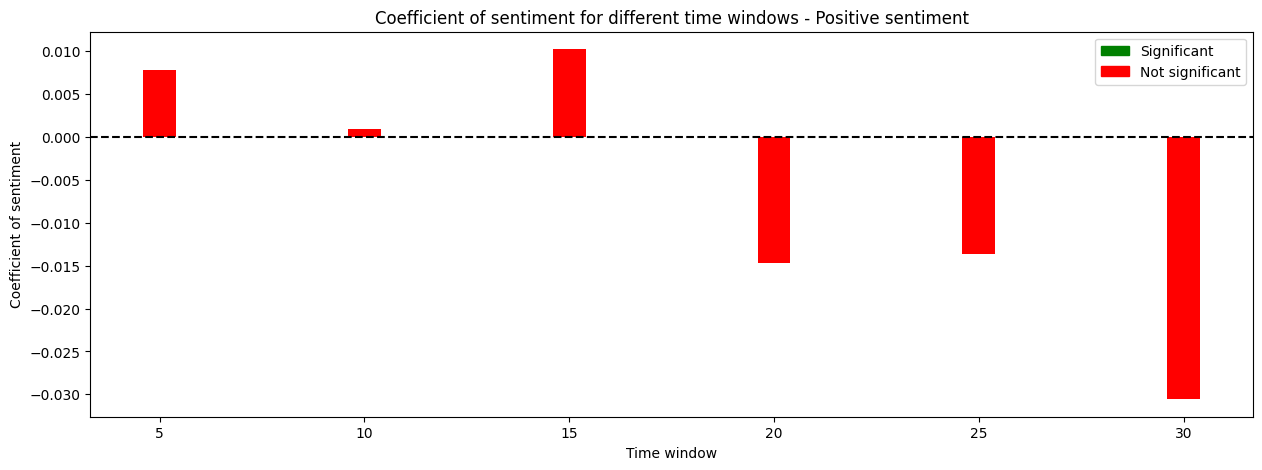 Coefficient of sentiment for different time windows - Positive sentiment
Significant
Not significant
Coefficient of sentiment
0.010
0.005
0.000
−0.005
−0.010
−0.015
−0.020
−0.025
−0.030
5 10 15 20 25 30
Time window